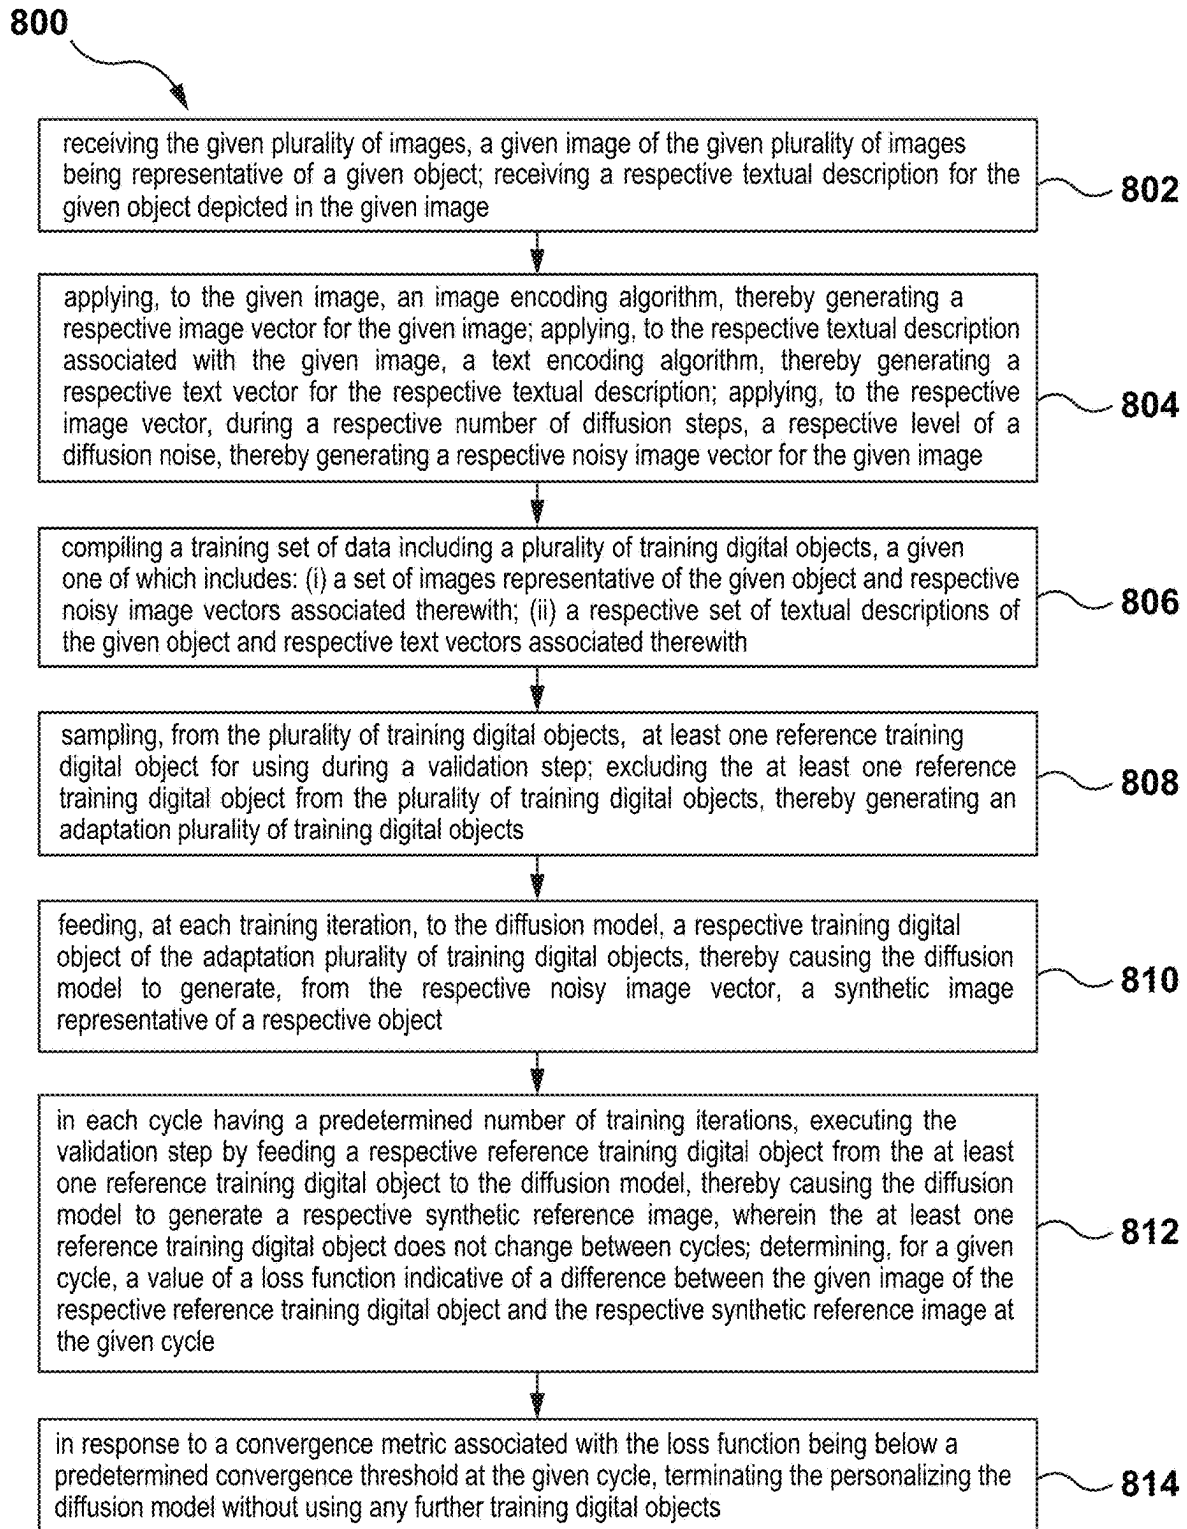 800
receiving the given plurality of images, a given image of the given plurality of images
being representative of a given object; receiving a respective textual description for the
given object depicted in the given image
802
applying, to the given image, an image encoding algorithm, thereby generating a
respective image vector for the given image; applying, to the respective textual description
associated with the given image, a text encoding algorithm, thereby generating a
respective text vector for the respective textual description; applying, to the respective
image vector, during a respective number of diffusion steps, a respective level of a
diffusion noise, thereby generating a respective noisy image vector for the given image
804
compiling a training set of data including a plurality of training digital objects, a given
one of which includes: (i) a set of images representative of the given object and respective
noisy image vectors associated therewith; (ii) a respective set of textual descriptions of
the given object and respective text vectors associated therewith
806
sampling, from the plurality of training digital objects, at least one reference training
digital object for using during a validation step; excluding the at least one reference
training digital object from the plurality of training digital objects, thereby generating an
adaptation plurality of training digital objects
808
feeding, at each training iteration, to the diffusion model, a respective training digital
object of the adaptation plurality of training digital objects, thereby causing the diffusion
model to generate, from the respective noisy image vector, a synthetic image
representative of a respective object
810
in each cycle having a predetermined number of training iterations, executing the
validation step by feeding a respective reference training digital object from the at least
one reference training digital object to the diffusion model, thereby causing the diffusion
model to generate a respective synthetic reference image, wherein the at least one
reference training digital object does not change between cycles; determining, for a given
cycle, a value of a loss function indicative of a difference between the given image of the
respective reference training digital object and the respective synthetic reference image at
the given cycle
812
in response to a convergence metric associated with the loss function being below a
predetermined convergence threshold at the given cycle, terminating the personalizing the
diffusion model without using any further training digital objects
814